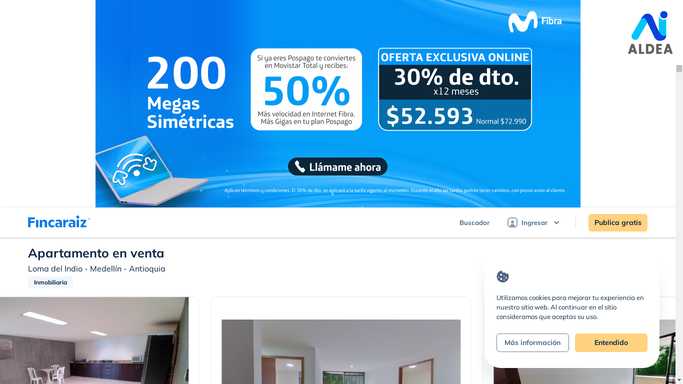 Fibra
ALDEA
200
Megas
Simétricas
Si ya eres Pospago te conviertes
en Movistar Total y recibes.
50%
Más velocidad en Internet Fibra.
Más Gigas en tu plan Pospago
OFERTA EXCLUSIVA ONLINE
30% de dto.
x12 meses
$52.593 Normal $72.990
Llámame ahora
Fincaraiz
Buscador
Ingresar
Publica gratis
Apartamento en venta
Loma del Indio - Medellín - Antioquia
Inmobiliaria
Utilizamos cookies para mejorar tu experiencia en
nuestro sitio web. Al continuar en el sitio
consideramos que aceptas su uso.
Más información
Entendido